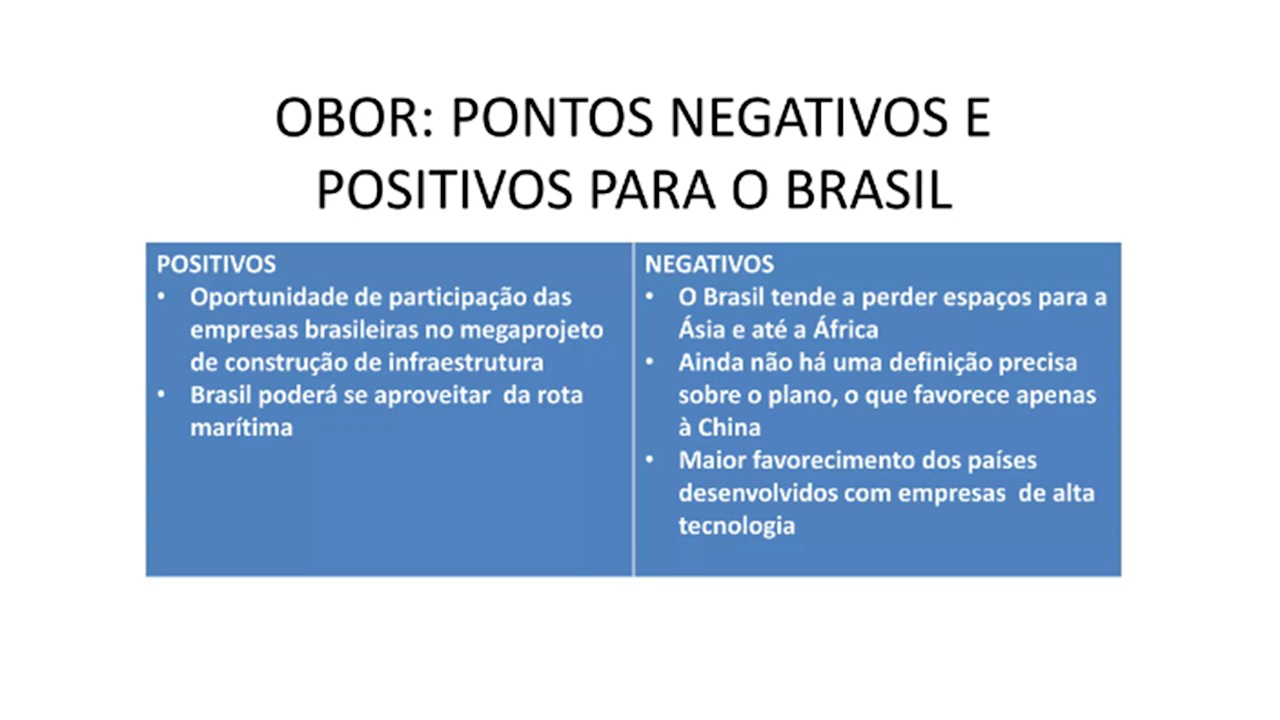 OBOR: PONTOS NEGATIVOS E
POSITIVOS PARA O BRASIL
POSITIVOS
• Oportunidade de participação das
empresas brasileiras no megaprojeto
de construção de infraestrutura
• Brasil poderá se aproveitar da rota
marítima
NEGATIVOS
• O Brasil tende a perder espaços para a
Ásia e até a África
• Ainda não há uma definição precisa
sobre o plano, o que favorece apenas
à China
• Maior favorecimento dos países
desenvolvidos com empresas de alta
tecnologia